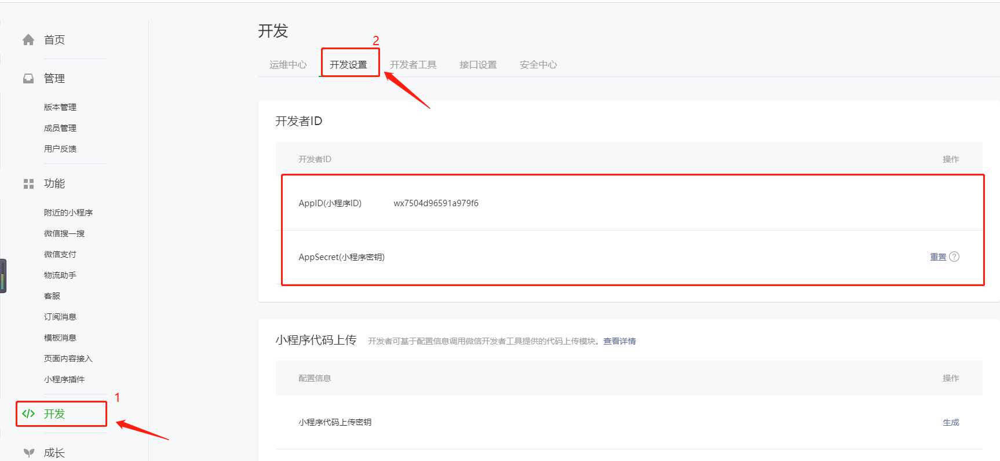 首页
管理
版本管理
成员管理
用户反馈
功能
附近的小程序
微信搜一搜
微信支付
物流助手
客服
订阅消息
模板消息
页面内容接入
小程序插件
1
开发
成长
开发
2
运维中心 开发设置 开发者工具 接口设置 安全中心
开发者ID
开发者ID 操作
AppID(小程序ID) wx7504d96591a979f6
AppSecret(小程序密钥) 重置 ?
小程序代码上传 开发者可基于配置信息调用微信开发者工具提供的代码上传模块。查看详情
配置信息 操作
小程序代码上传密钥 生成